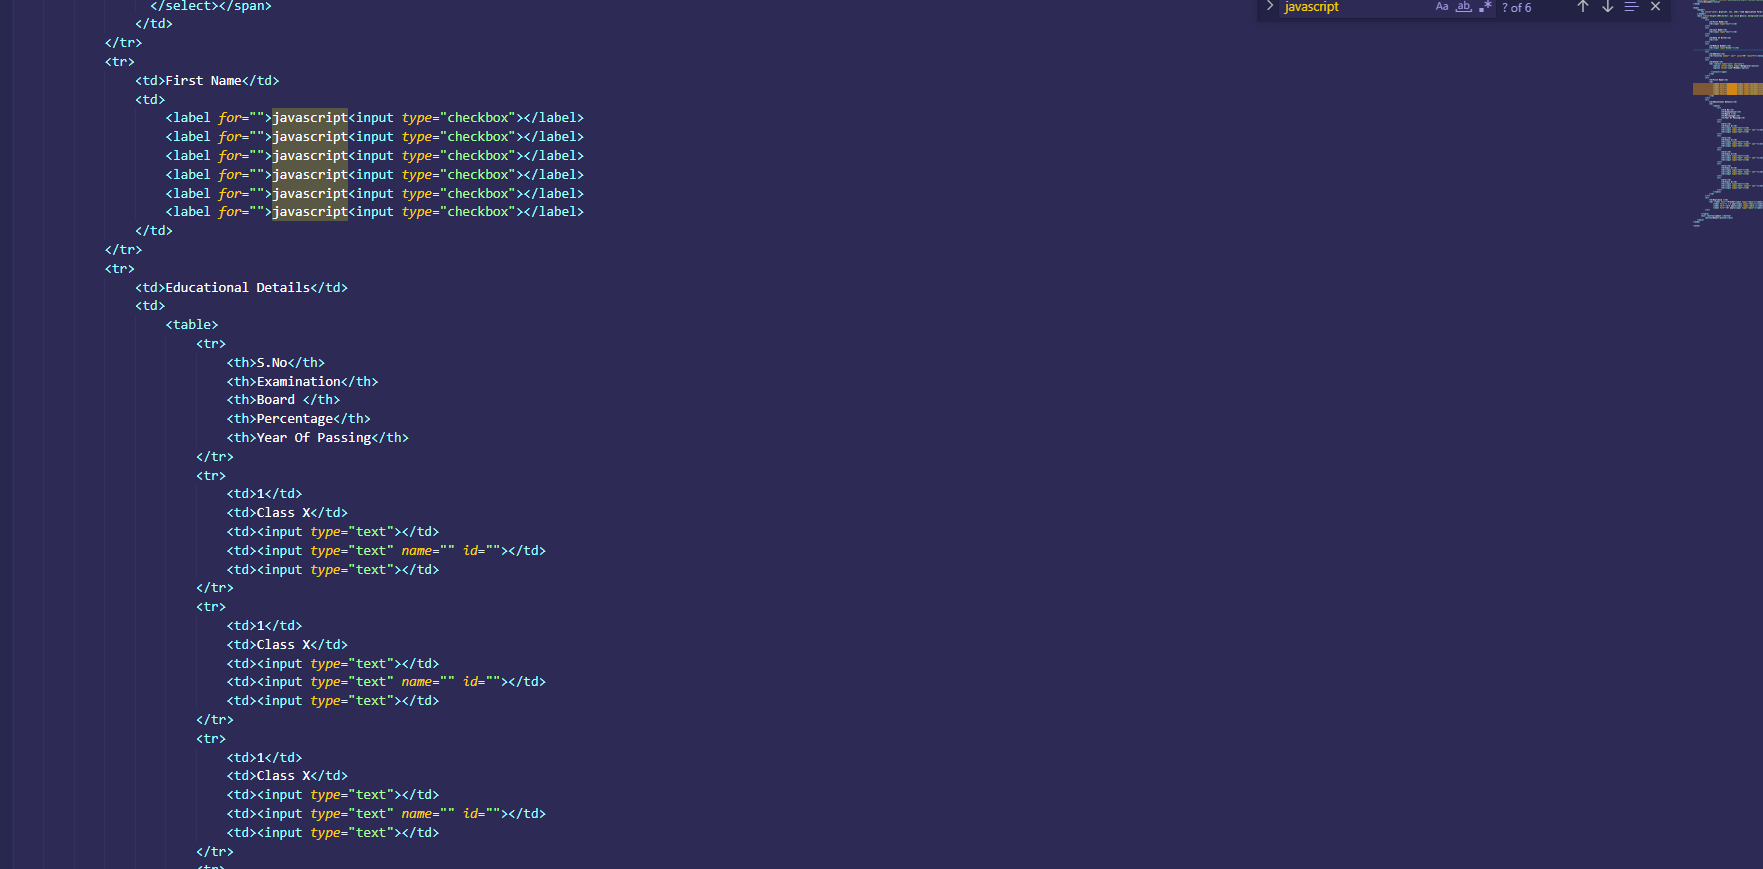 </select></span>
javascript
Aa ab .* ? of 6
</td>
</tr>
<tr>
<td>First Name</td>
<td>
<label for="">javascript<input type="checkbox"></label>
<label for="">javascript<input type="checkbox"></label>
<label for="">javascript<input type="checkbox"></label>
<label for="">javascript<input type="checkbox"></label>
<label for="">javascript<input type="checkbox"></label>
<label for="">javascript<input type="checkbox"></label>
</td>
</tr>
<tr>
<td>Educational Details</td>
<td>
<table>
<tr>
<th>S.No</th>
<th>Examination</th>
<th>Board </th>
<th>Percentage</th>
<th>Year Of Passing</th>
</tr>
<tr>
<td>1</td>
<td>Class X</td>
<td><input type="text"></td>
<td><input type="text" name="" id=""></td>
<td><input type="text"></td>
</tr>
<tr>
<td>1</td>
<td>Class X</td>
<td><input type="text"></td>
<td><input type="text" name="" id=""></td>
<td><input type="text"></td>
</tr>
<tr>
<td>1</td>
<td>Class X</td>
<td><input type="text"></td>
<td><input type="text" name="" id=""></td>
<td><input type="text"></td>
</tr>
<tr>